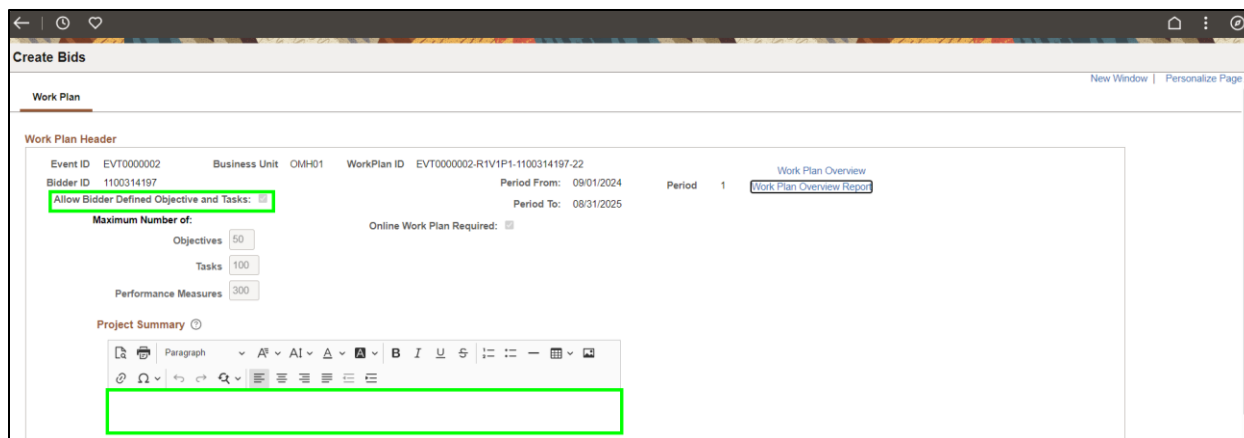 Create Bids
New Window | Personalize Page
Work Plan
Work Plan Header
Event ID EVT0000002 Business Unit OMH01 WorkPlan ID EVT0000002-R1V1P1-1100314197-22
Work Plan Overview
Bidder ID 1100314197 Period From: 09/01/2024 Period 1 Work Plan Overview Report
Allow Bidder Defined Objective and Tasks:
Period To: 08/31/2025
Maximum Number of:
Online Work Plan Required:
Objectives 50
Tasks 100
Performance Measures 300
Project Summary
Paragraph